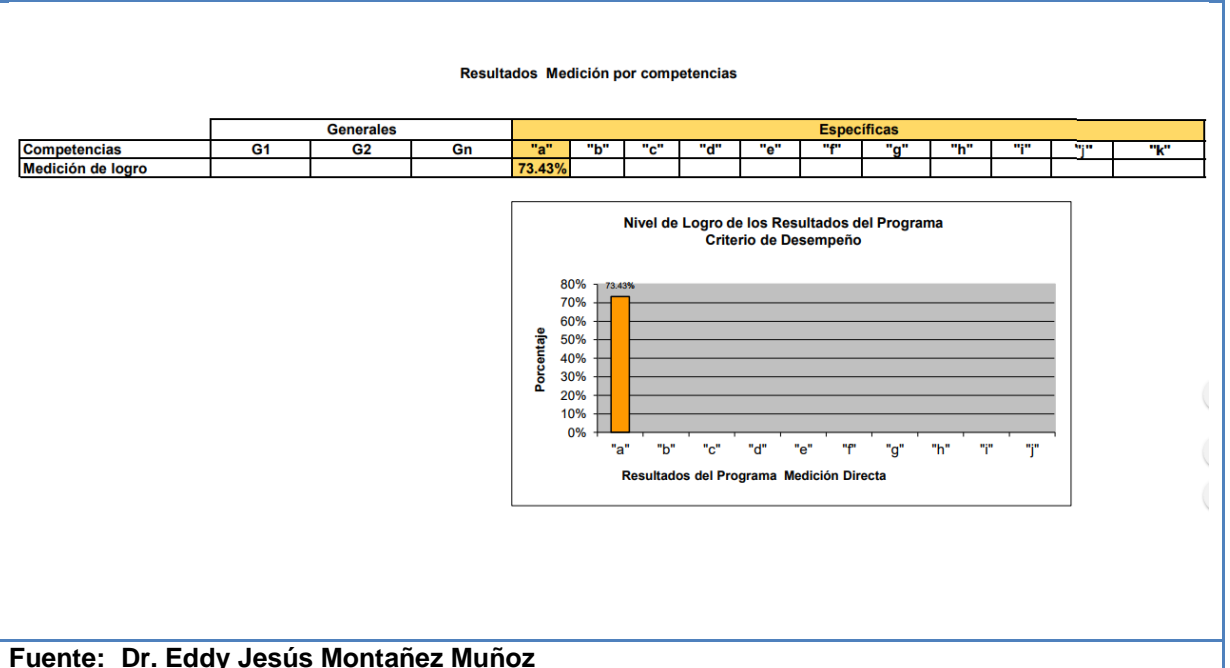 Resultados Medición por competencias
Generales Específicas
Competencias G1 G2 Gn "a" "b" "c" "d" "e" "f" "g" "h" "i" "j" "k"
Medición de logro 73.43%
Nivel de Logro de los Resultados del Programa
Criterio de Desempeño
80%
73.43%
70%
60%
50%
40%
30%
20%
10%
0%
Porcentaje
"a" "b" "c" "d" "e" "f" "g" "h" "i" "j"
Resultados del Programa Medición Directa
Fuente: Dr. Eddy Jesús Montañez Muñoz